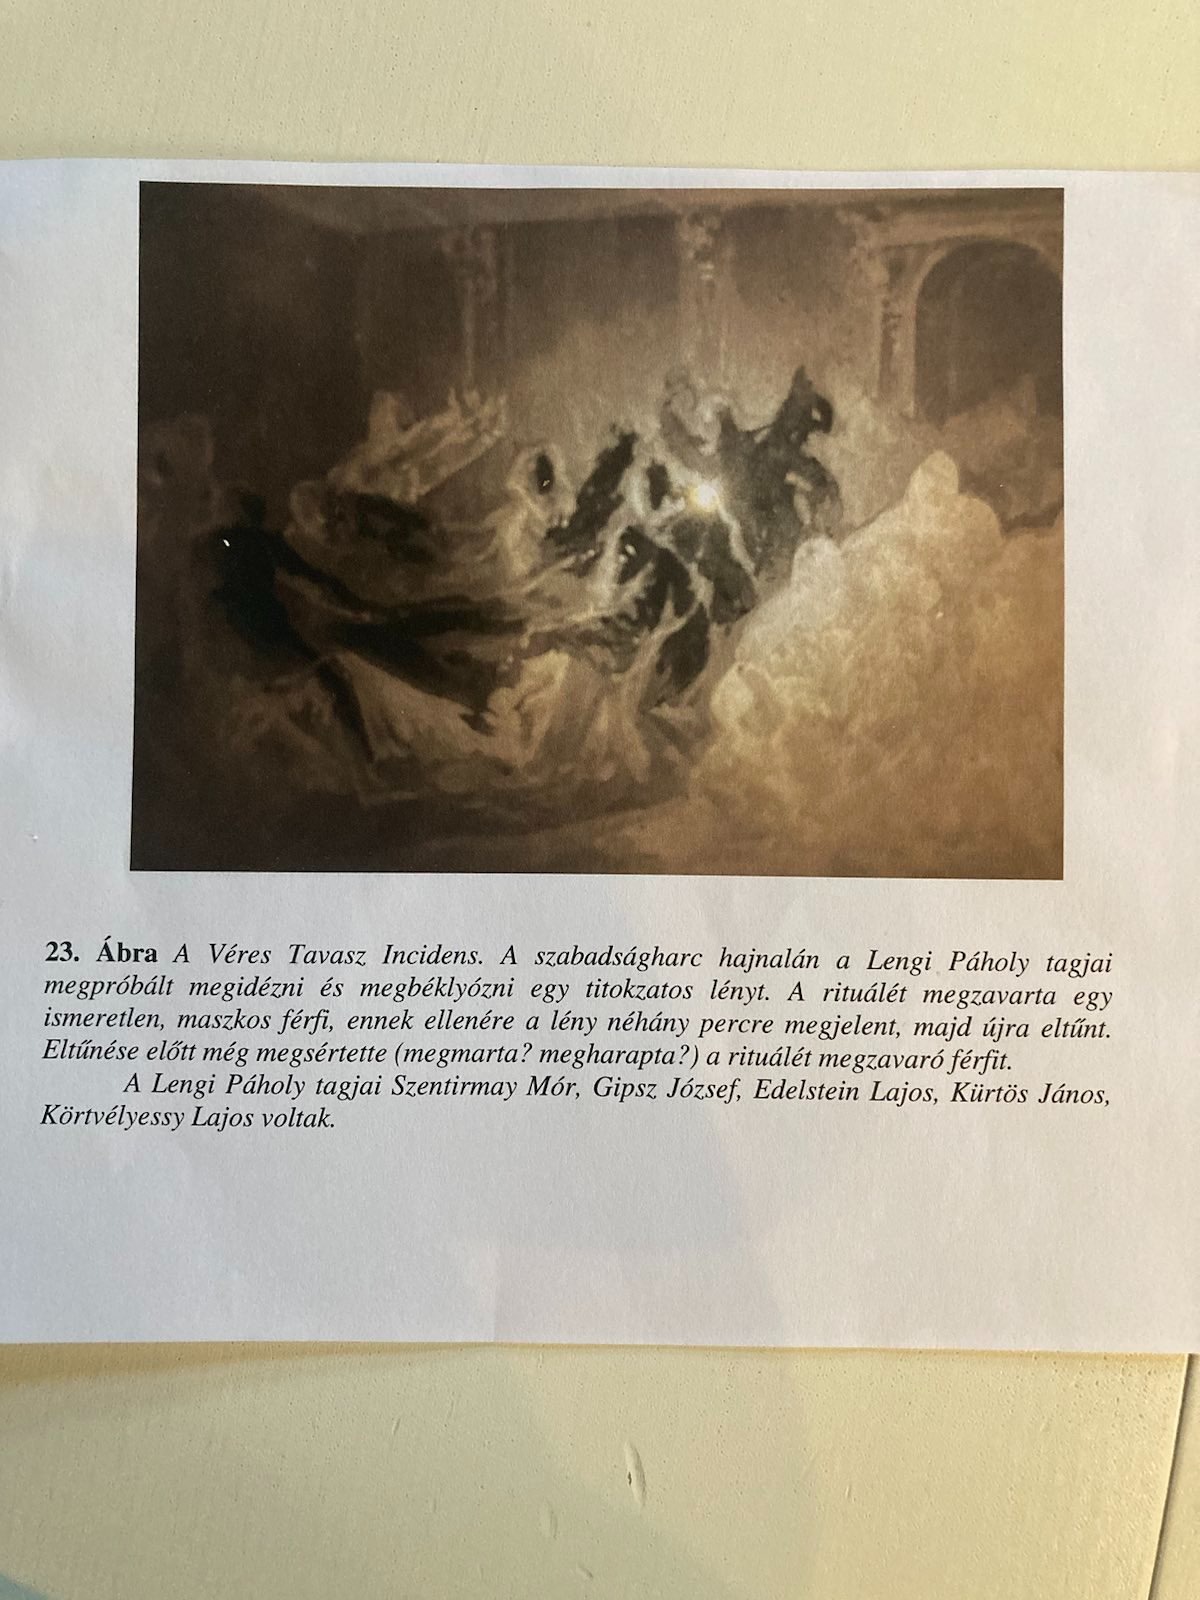 23. Ábra A Véres Tavasz Incidens. A szabadságharc hajnalán a Lengi Páholy tagjai
megpróbált megidézni és megbéklyózni egy titokzatos lényt. A rituálét megzavarta egy
ismeretlen, maszkos férfi, ennek ellenére a lény néhány percre megjelent, majd újra eltűnt.
Eltűnése előtt még megsértette (megmarta? megharapta?) a rituálét megzavaró férfit.
A Lengi Páholy tagjai Szentirmay Mór, Gipsz József, Edelstein Lajos, Kürtös János,
Körtvélyessy Lajos voltak.